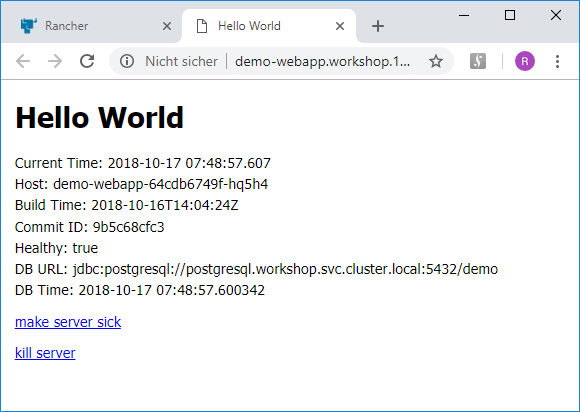 Rancher
Hello World
Nicht sicher demo-webapp.workshop.1...
R
Hello World
Current Time: 2018-10-17 07:48:57.607
Host: demo-webapp-64cdb6749f-hq5h4
Build Time: 2018-10-16T14:04:24Z
Commit ID: 9b5c68cfc3
Healthy: true
DB URL: jdbc:postgresql://postgresql.workshop.svc.cluster.local:5432/demo
DB Time: 2018-10-17 07:48:57.600342
make server sick
kill server